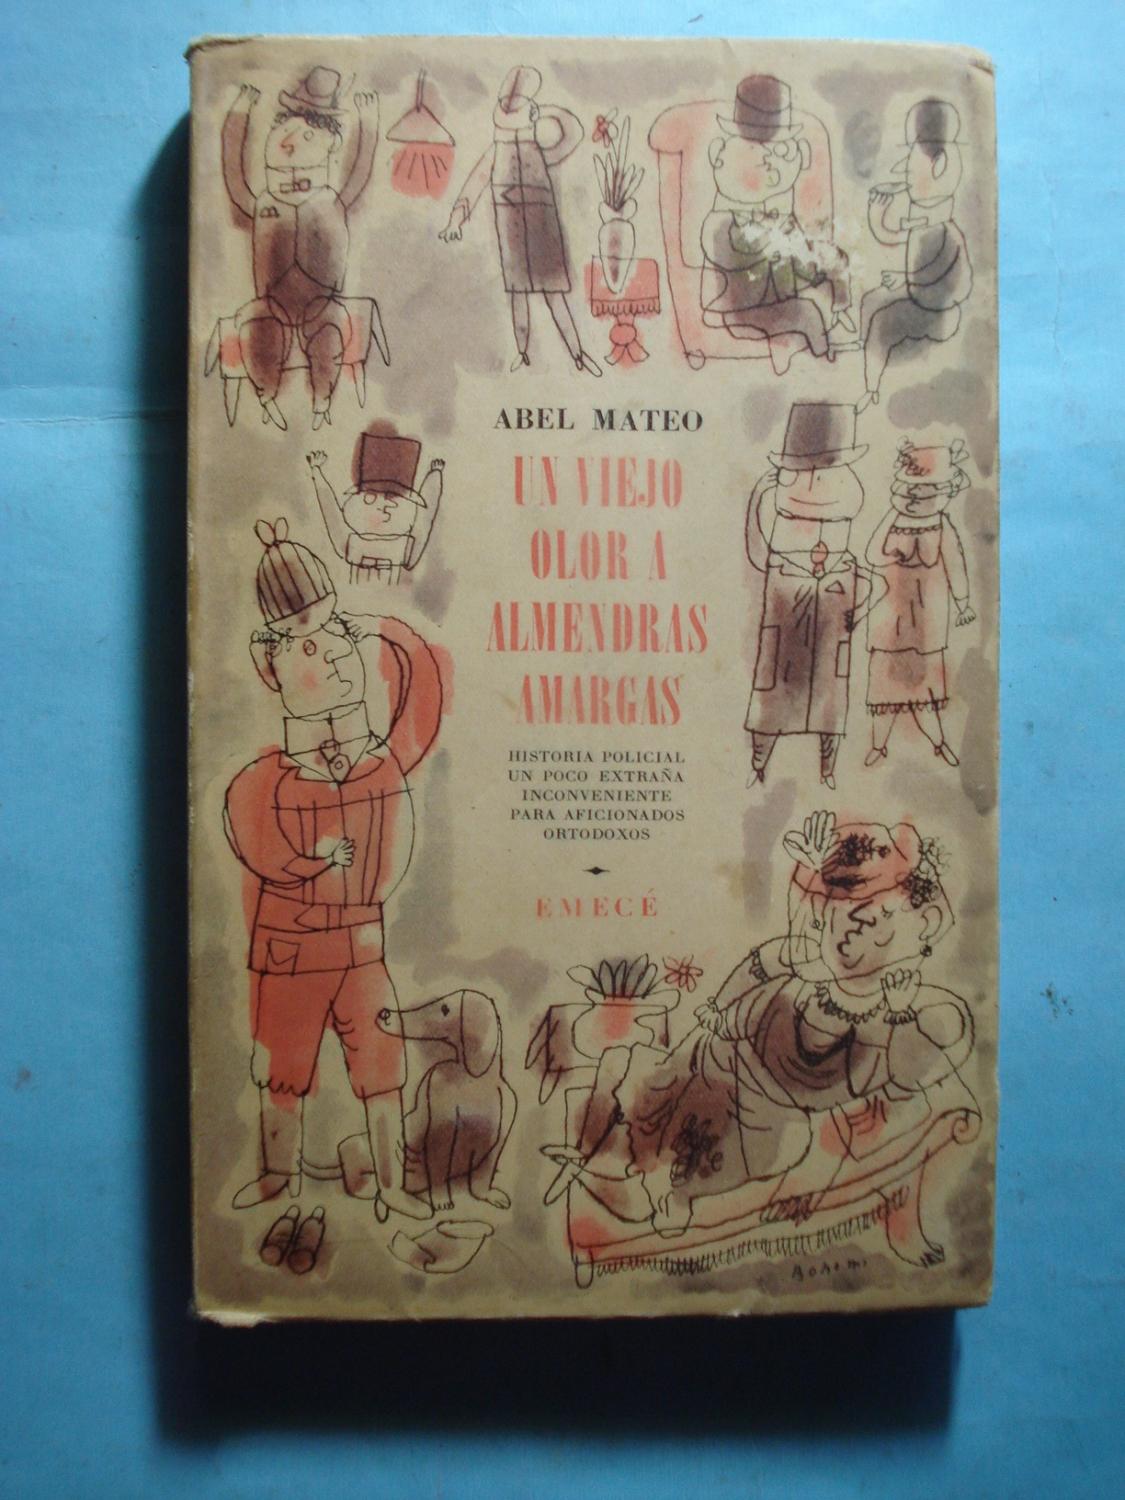 ABEL MATEO
UN VIEJO
OLOR A
ALMENDRAS
AMARGAS
HISTORIA POLICIAL
UN POCO EXTRAÑA
INCONVENIENTE
PARA AFICIONADOS
ORTODOXOS
EMECÉ